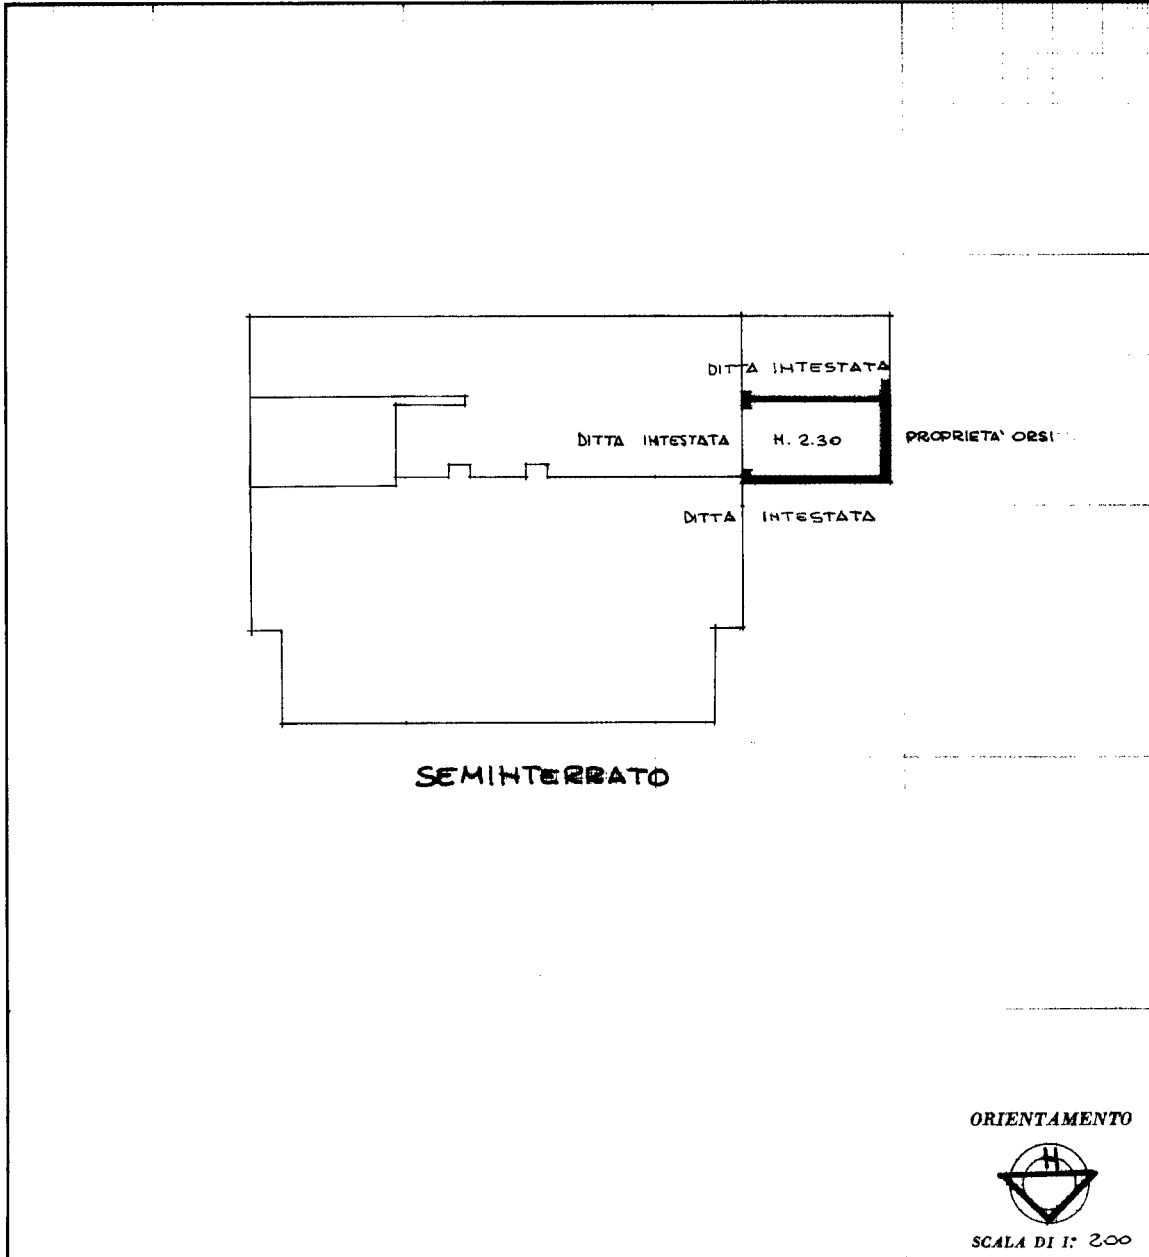 DITTA INTESTATA
DITTA INTESTATA
H. 2.30
PROPRIETA' ORSI
DITTA INTESTATA
SEMINTERRATO
ORIENTAMENTO
N
SCALA DI 1: 200